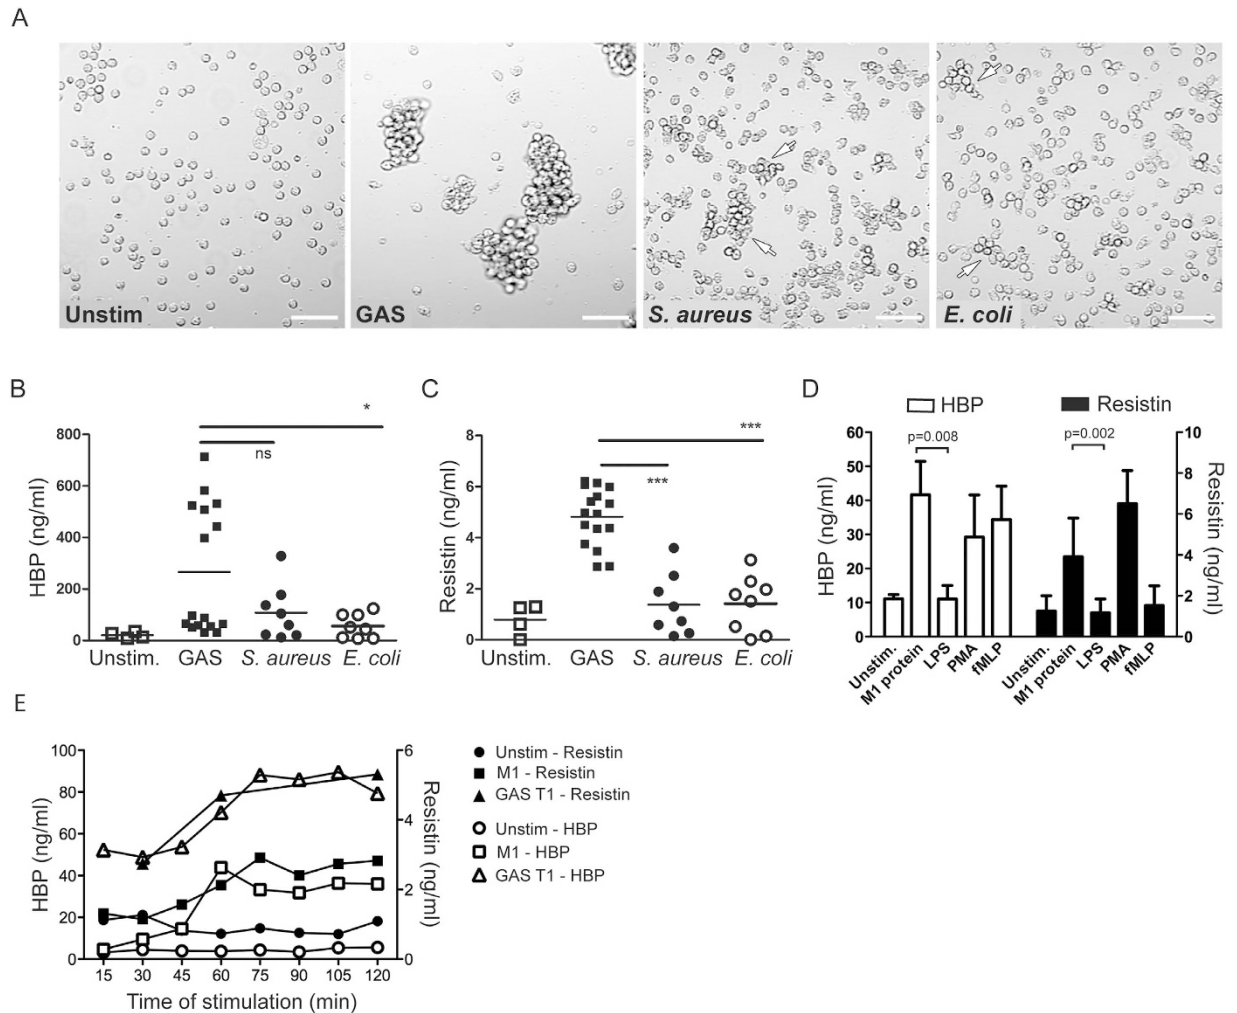 A
Unstim
GAS
S. aureus
E. coli
B
HBP (ng/ml)
800
600
400
200
0
*
ns
Unstim. GAS S. aureus E. coli
C
Resistin (ng/ml)
8
6
4
2
0
***
***
Unstim. GAS S. aureus E. coli
D
HBP
Resistin
HBP (ng/ml)
60
50
40
30
20
10
0
p=0.008
p=0.002
10
8
6
4
2
0
Resistin (ng/ml)
Unstim.
M1 protein
LPS
PMA
fMLP
Unstim.
M1 protein
LPS
PMA
fMLP
E
HBP (ng/ml)
100
80
60
40
20
0
6
4
2
0
Resistin (ng/ml)
15 30 45 60 75 90 105 120
Time of stimulation (min)
Unstim - Resistin
M1 - Resistin
GAS T1 - Resistin
Unstim - HBP
M1 - HBP
GAS T1 - HBP